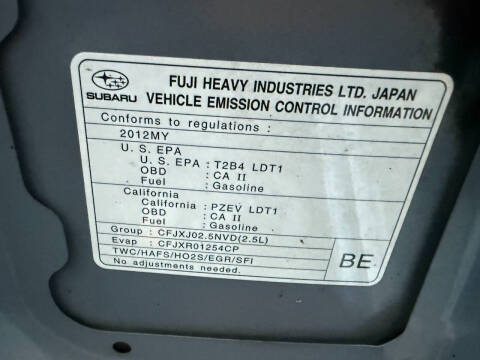 SUBARU
FUJI HEAVY INDUSTRIES LTD. JAPAN
VEHICLE EMISSION CONTROL INFORMATION
Conforms to regulations :
2012MY
U. S. EPA
U. S. EPA : T2B4 LDT1
OBD : CA II
Fuel : Gasoline
California
California : PZEV LDT1
OBD : CA II
Fuel : Gasoline
Group : CFJXJ02.5NVD(2.5L)
Evap : CFJXR01254CP
TWC/HAFS/HO2S/EGR/SFI
No adjustments needed.
BE